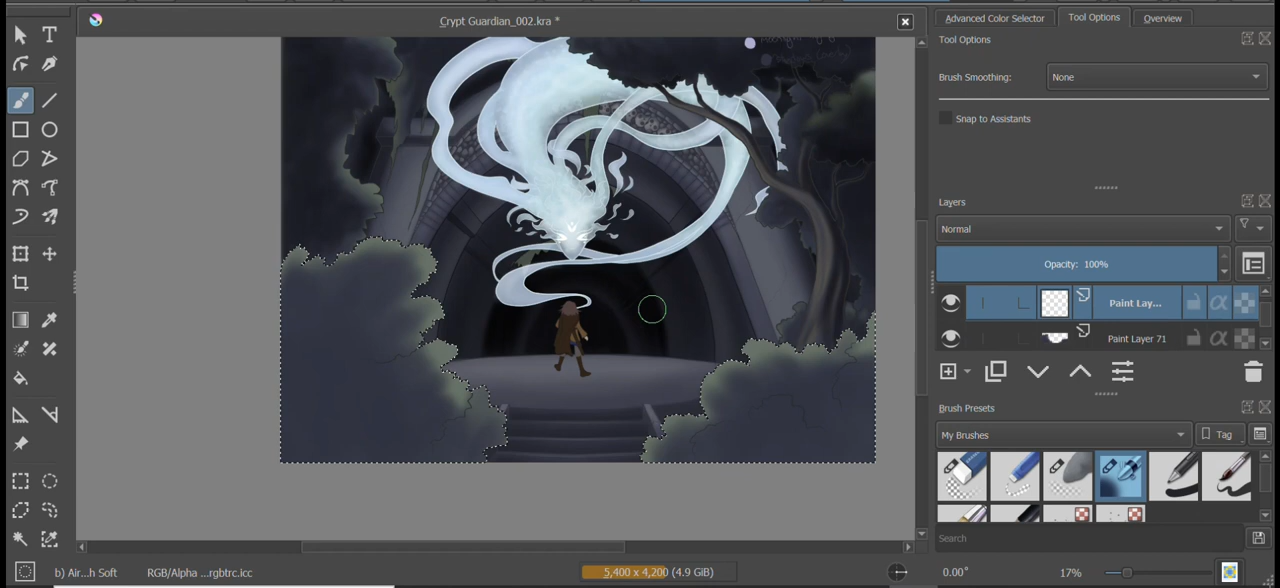 Crypt Guardian_002.kra *
Advanced Color Selector
Tool Options
Overview
Tool Options
Brush Smoothing:
None
Snap to Assistants
Layers
Normal
Opacity: 100%
Paint Lay...
Paint Layer 71
Brush Presets
My Brushes
Tag
Search
b) Air...h Soft
RGB/Alpha ...rgbtrc.icc
5,400 x 4,200 (4.9 GiB)
0.00°
17%